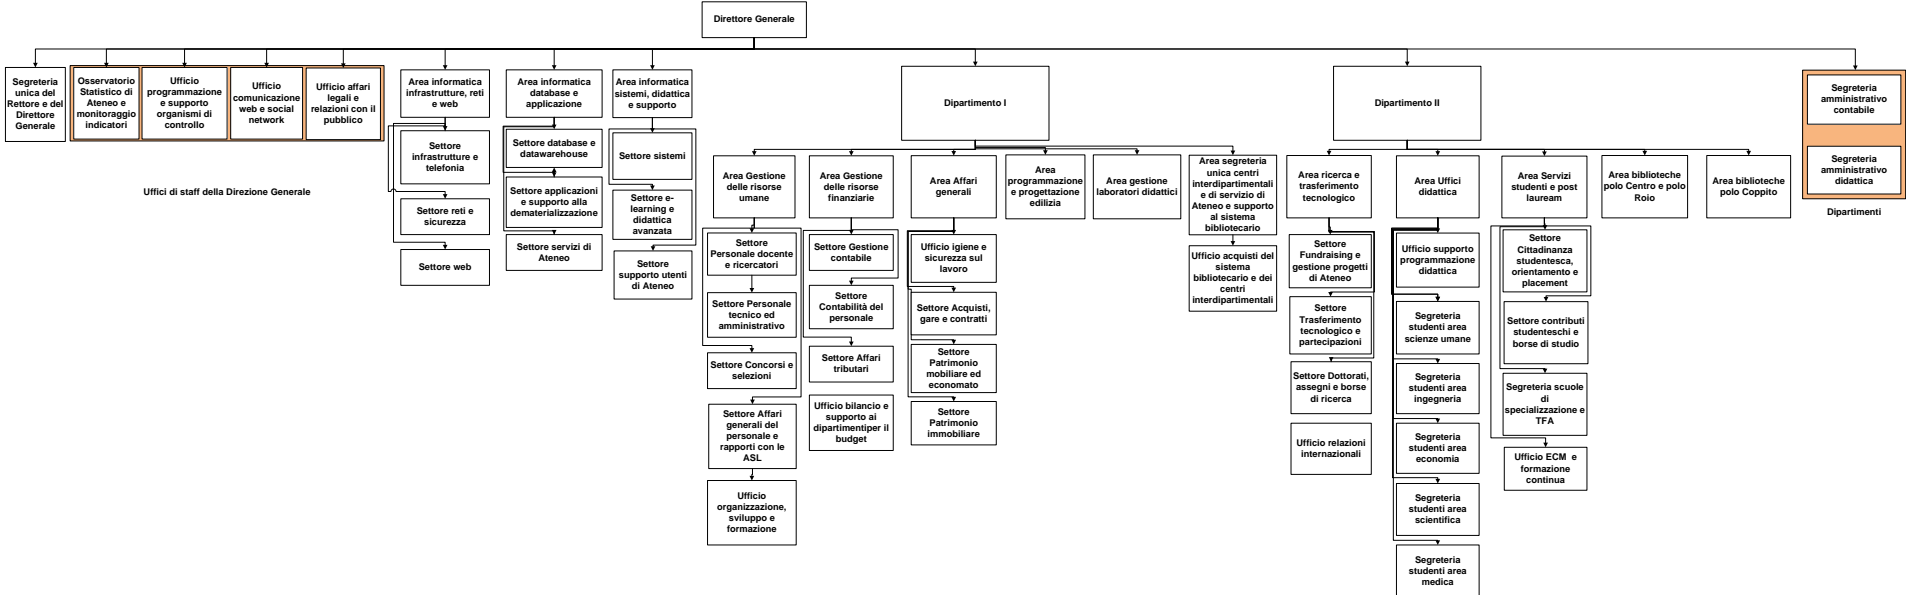 Direttore Generale
Segreteria
unica del
Rettore e del
Direttore
Generale
Osservatorio
Statistico di
Ateneo e
monitoraggio
indicatori
Ufficio
programmazione
e supporto
organismi di
controllo
Ufficio
comunicazione
web e social
network
Ufficio affari
legali e
relazioni con il
pubblico
Uffici di staff della Direzione Generale
Area informatica
infrastrutture, reti
e web
Settore
infrastrutture e
telefonia
Settore reti e
sicurezza
Settore web
Area informatica
database e
applicazione
Settore database e
datawarehouse
Settore applicazioni
e supporto alla
dematerializzazione
Settore servizi di
Ateneo
Area informatica
sistemi, didattica
e supporto
Settore sistemi
Settore e-
learning e
didattica
avanzata
Settore
supporto utenti
di Ateneo
Dipartimento I
Area Gestione
delle risorse
umane
Settore
Personale docente
e ricercatori
Settore Personale
tecnico ed
amministrativo
Settore Concorsi e
selezioni
Settore Affari
generali del
personale e
rapporti con le
ASL
Ufficio
organizzazione,
sviluppo e
formazione
Area Gestione
delle risorse
finanziarie
Settore Gestione
contabile
Settore
Contabilità del
personale
Settore Affari
tributari
Ufficio bilancio e
supporto ai
dipartimentiper il
budget
Area Affari
generali
Ufficio igiene e
sicurezza sul
lavoro
Settore Acquisti,
gare e contratti
Settore
Patrimonio
mobiliare ed
economato
Settore
Patrimonio
immobiliare
Area
programmazione
e progettazione
edilizia
Area gestione
laboratori didattici
Area segreteria
unica centri
interdipartimentali
e di servizio di
Ateneo e supporto
al sistema
bibliotecario
Ufficio acquisti del
sistema
bibliotecario e dei
centri
interdipartimentali
Dipartimento II
Area ricerca e
trasferimento
tecnologico
Settore
Fundraising e
gestione progetti
di Ateneo
Settore
Trasferimento
tecnologico e
partecipazioni
Settore Dottorati,
assegni e borse
di ricerca
Ufficio relazioni
internazionali
Area Uffici
didattica
Ufficio supporto
programmazione
didattica
Segreteria
studenti area
scienze umane
Segreteria
studenti area
ingegneria
Segreteria
studenti area
economia
Segreteria
studenti area
scientifica
Segreteria
studenti area
medica
Area Servizi
studenti e post
lauream
Settore
Cittadinanza
studentesca,
orientamento e
placement
Settore contributi
studenteschi e
borse di studio
Segreteria scuole
di
specializzazione e
TFA
Ufficio ECM e
formazione
continua
Area biblioteche
polo Centro e polo
Roio
Area biblioteche
polo Coppito
Segreteria
amministrativo
contabile
Segreteria
amministrativo
didattica
Dipartimenti